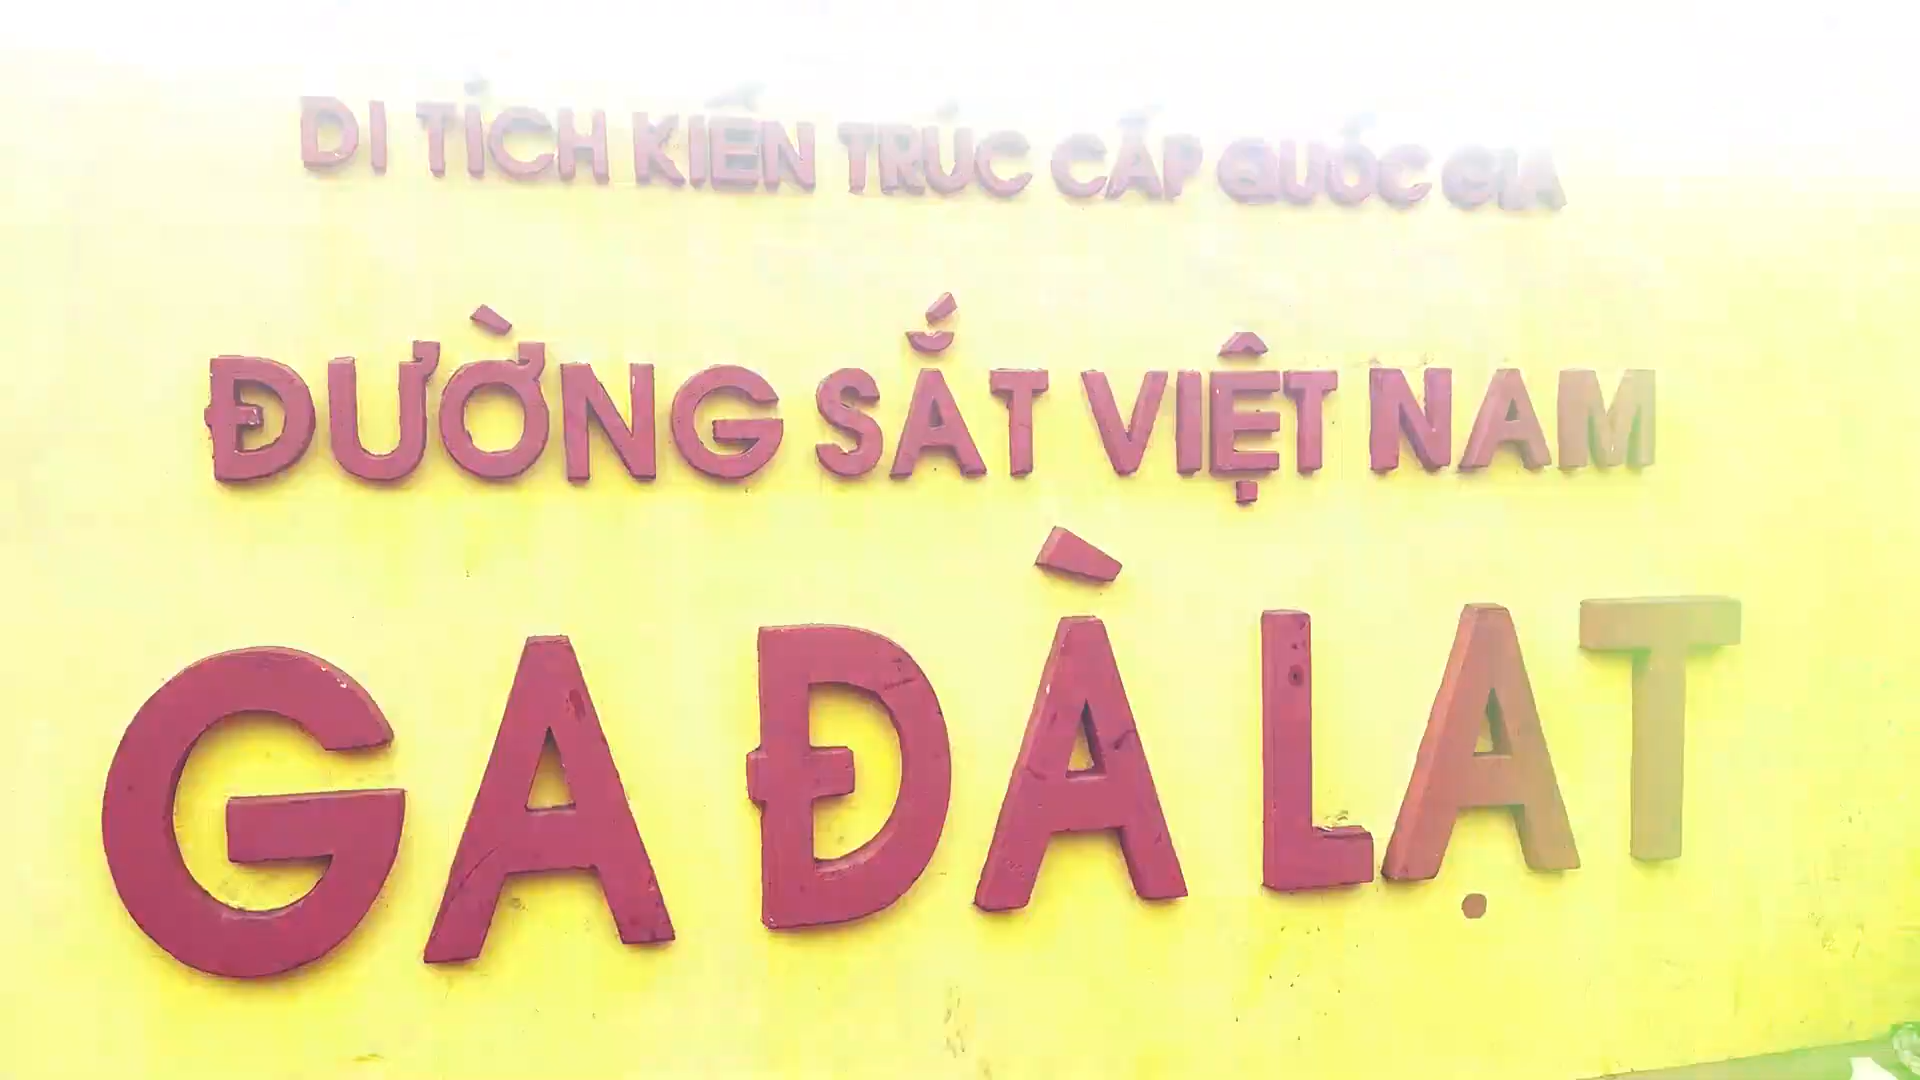 DI TÍCH KIẾN TRÚC CẤP QUỐC GIA
ĐƯỜNG SẮT VIỆT NAM
GA ĐÀ LẠT